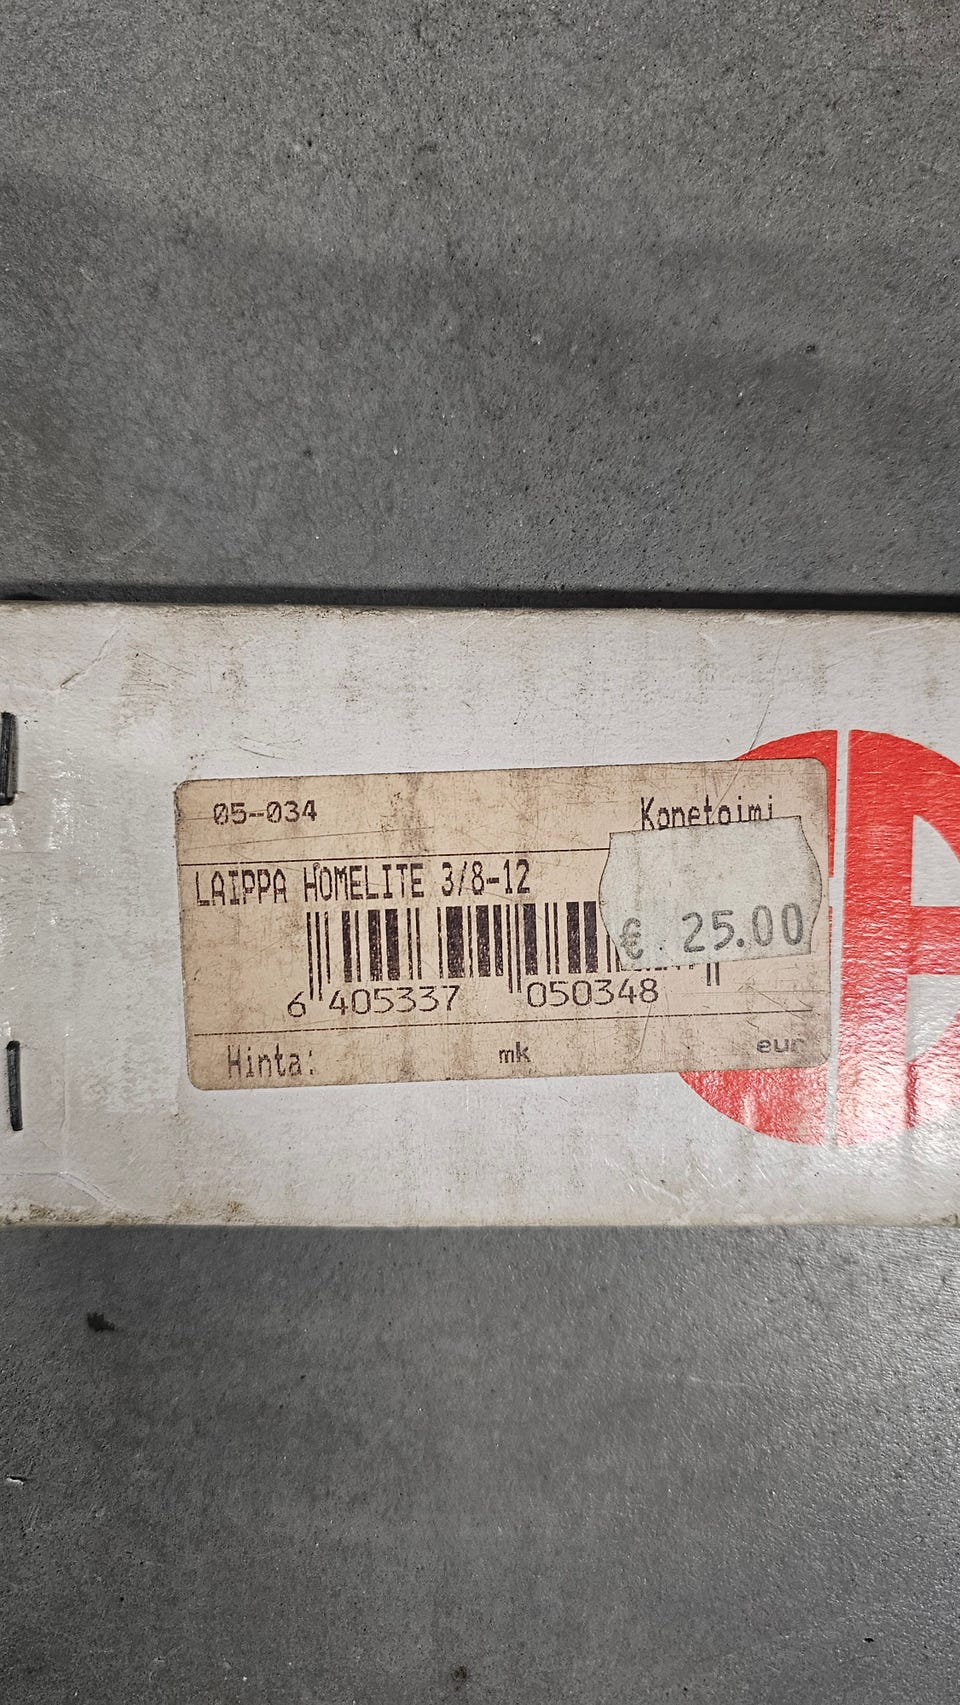 05-034
Konetoimi
LAIPPA HOMELITE 3/8-12
€ 25.00
6 405337 050348
Hinta: mk eur